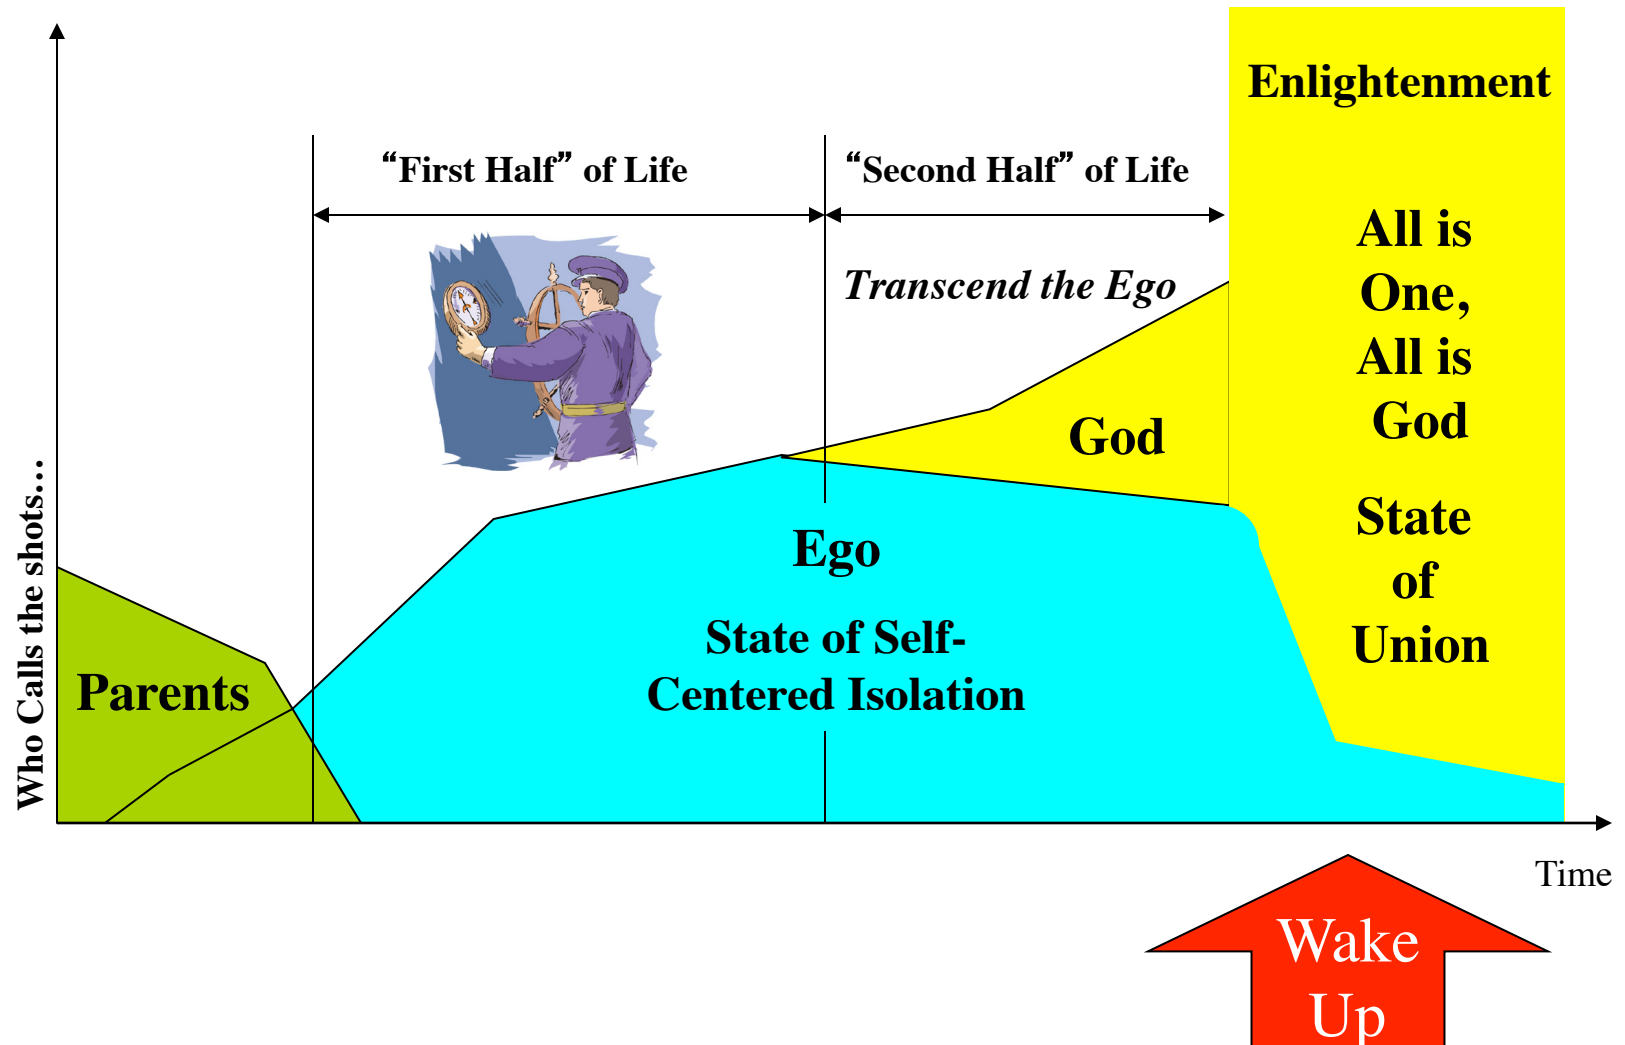 Enlightenment
“First Half” of Life
“Second Half” of Life
All is
One,
All is
God
State
of
Union
Transcend the Ego
God
Who Calls the shots…
Ego
State of Self-
Centered Isolation
Parents
Time
Wake
Up